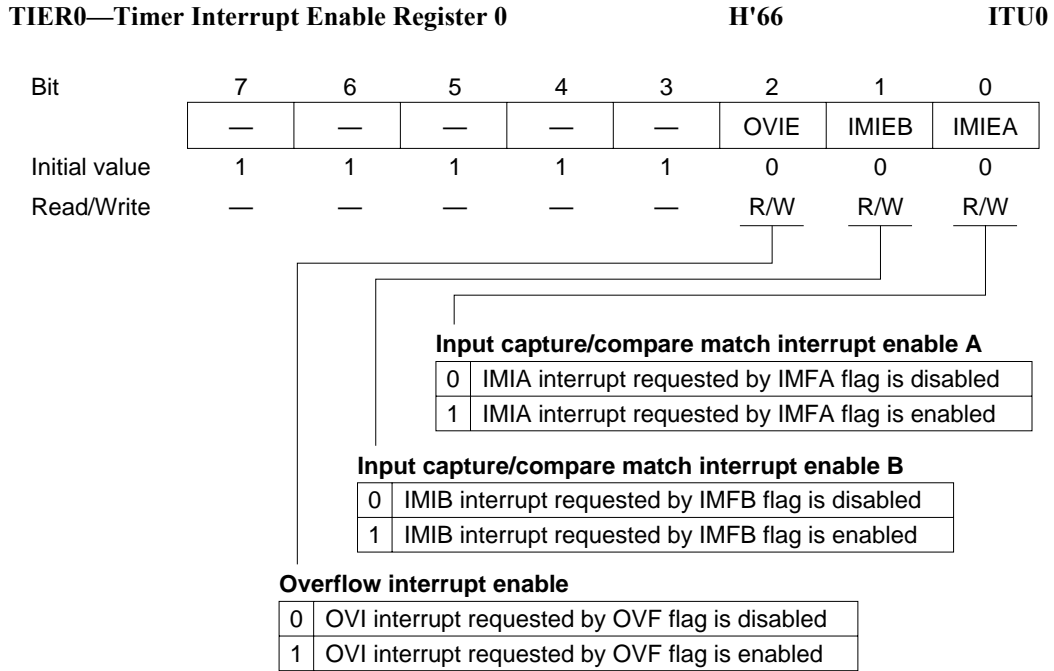 TIER0—Timer Interrupt Enable Register 0 H'66 ITU0
Bit 7 6 5 4 3 2 1 0
— — — — — OVIE IMIEB IMIEA
Initial value 1 1 1 1 1 0 0 0
Read/Write — — — — — R/W R/W R/W
Input capture/compare match interrupt enable A
0 IMIA interrupt requested by IMFA flag is disabled
1 IMIA interrupt requested by IMFA flag is enabled
Input capture/compare match interrupt enable B
0 IMIB interrupt requested by IMFB flag is disabled
1 IMIB interrupt requested by IMFB flag is enabled
Overflow interrupt enable
0 OVI interrupt requested by OVF flag is disabled
1 OVI interrupt requested by OVF flag is enabled